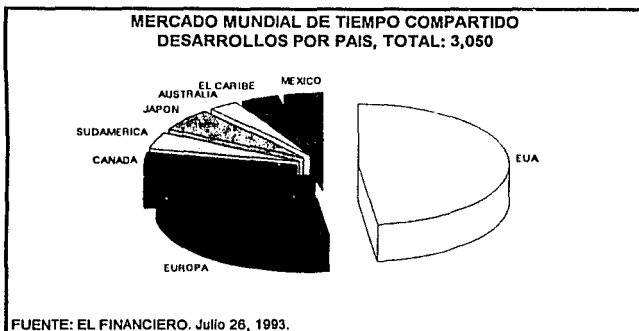 MERCADO MUNDIAL DE TIEMPO COMPARTIDO
DESARROLLOS POR PAIS, TOTAL: 3,050
MEXICO
EL CARIBE
AUSTRALIA
JAPON
SUDAMERICA
CANADA
EUA
EUROPA
FUENTE: EL FINANCIERO. Julio 26, 1993.